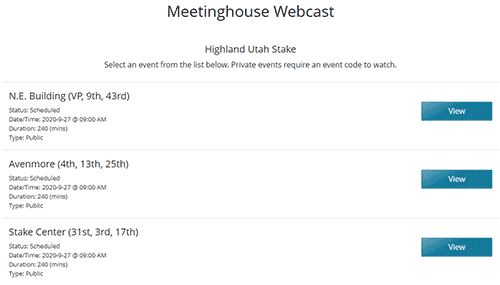 Meetinghouse Webcast
Highland Utah Stake
Select an event from the list below. Private events require an event code to watch.
N.E. Building (VP, 9th, 43rd)
Status: Scheduled
Date/Time: 2020-9-27 @ 09:00 AM
Duration: 240 (mins)
Type: Public
View
Avenmore (4th, 13th, 25th)
Status: Scheduled
Date/Time: 2020-9-27 @ 09:00 AM
Duration: 240 (mins)
Type: Public
View
Stake Center (31st, 3rd, 17th)
Status: Scheduled
Date/Time: 2020-9-27 @ 09:00 AM
Duration: 240 (mins)
Type: Public
View